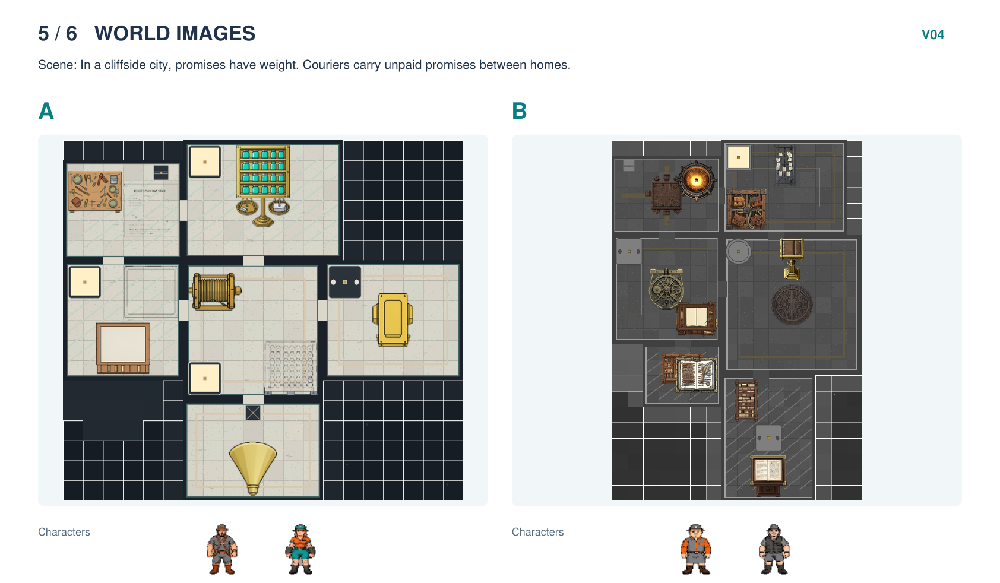 5 / 6 WORLD IMAGES
V04
Scene: In a cliffside city, promises have weight. Couriers carry unpaid promises between homes.
A
B
Characters
Characters